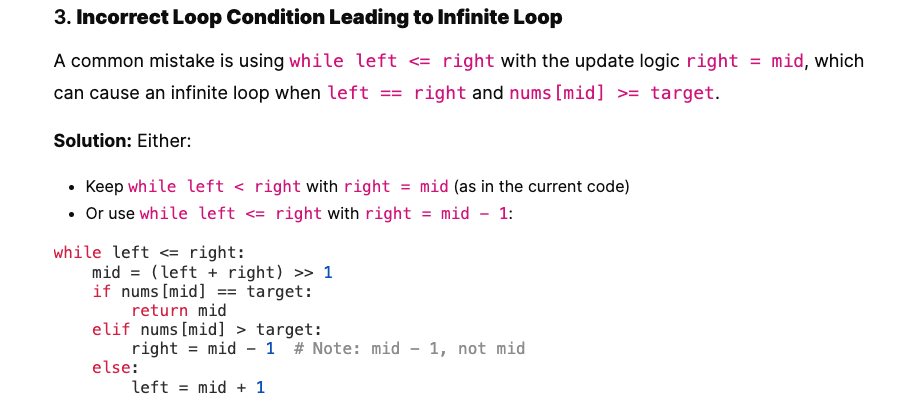 3. Incorrect Loop Condition Leading to Infinite Loop
A common mistake is using while left <= right with the update logic right = mid, which
can cause an infinite loop when left == right and nums[mid] >= target.
Solution: Either:
• Keep while left < right with right = mid (as in the current code)
• Or use while left <= right with right = mid - 1:
while left <= right:
    mid = (left + right) >> 1
    if nums[mid] == target:
        return mid
    elif nums[mid] > target:
        right = mid - 1  # Note: mid - 1, not mid
    else:
        left = mid + 1